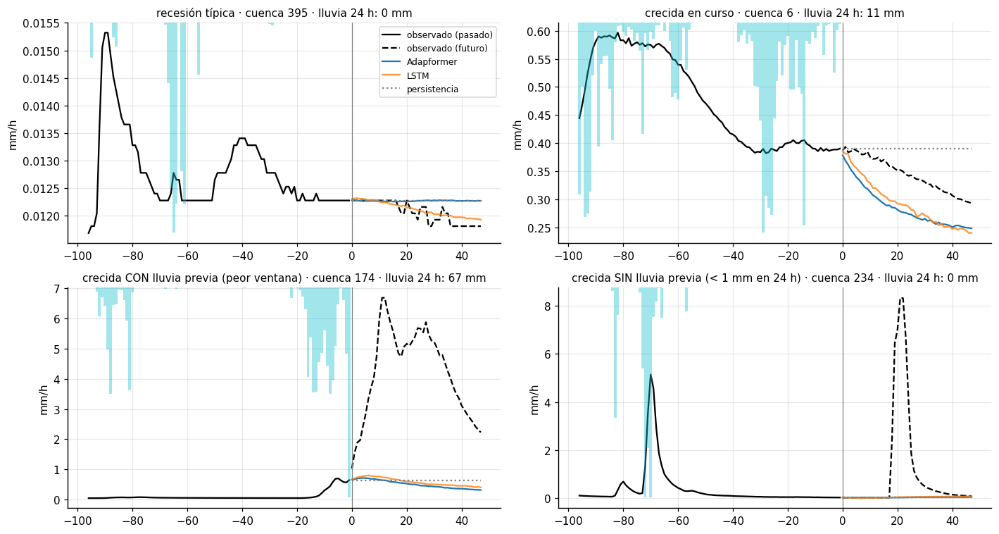 recesión típica · cuenca 395 · lluvia 24 h: 0 mm
0.0155
0.0150
0.0145
0.0140
0.0135
0.0130
0.0125
0.0120
mm/h
observado (pasado)
observado (futuro)
Adapformer
LSTM
persistencia
−100 −80 −60 −40 −20 0 20 40
crecida en curso · cuenca 6 · lluvia 24 h: 11 mm
0.60
0.55
0.50
0.45
0.40
0.35
0.30
0.25
mm/h
−100 −80 −60 −40 −20 0 20 40
crecida CON lluvia previa (peor ventana) · cuenca 174 · lluvia 24 h: 67 mm
7
6
5
4
3
2
1
0
mm/h
−100 −80 −60 −40 −20 0 20 40
crecida SIN lluvia previa (< 1 mm en 24 h) · cuenca 234 · lluvia 24 h: 0 mm
8
6
4
2
0
mm/h
−100 −80 −60 −40 −20 0 20 40